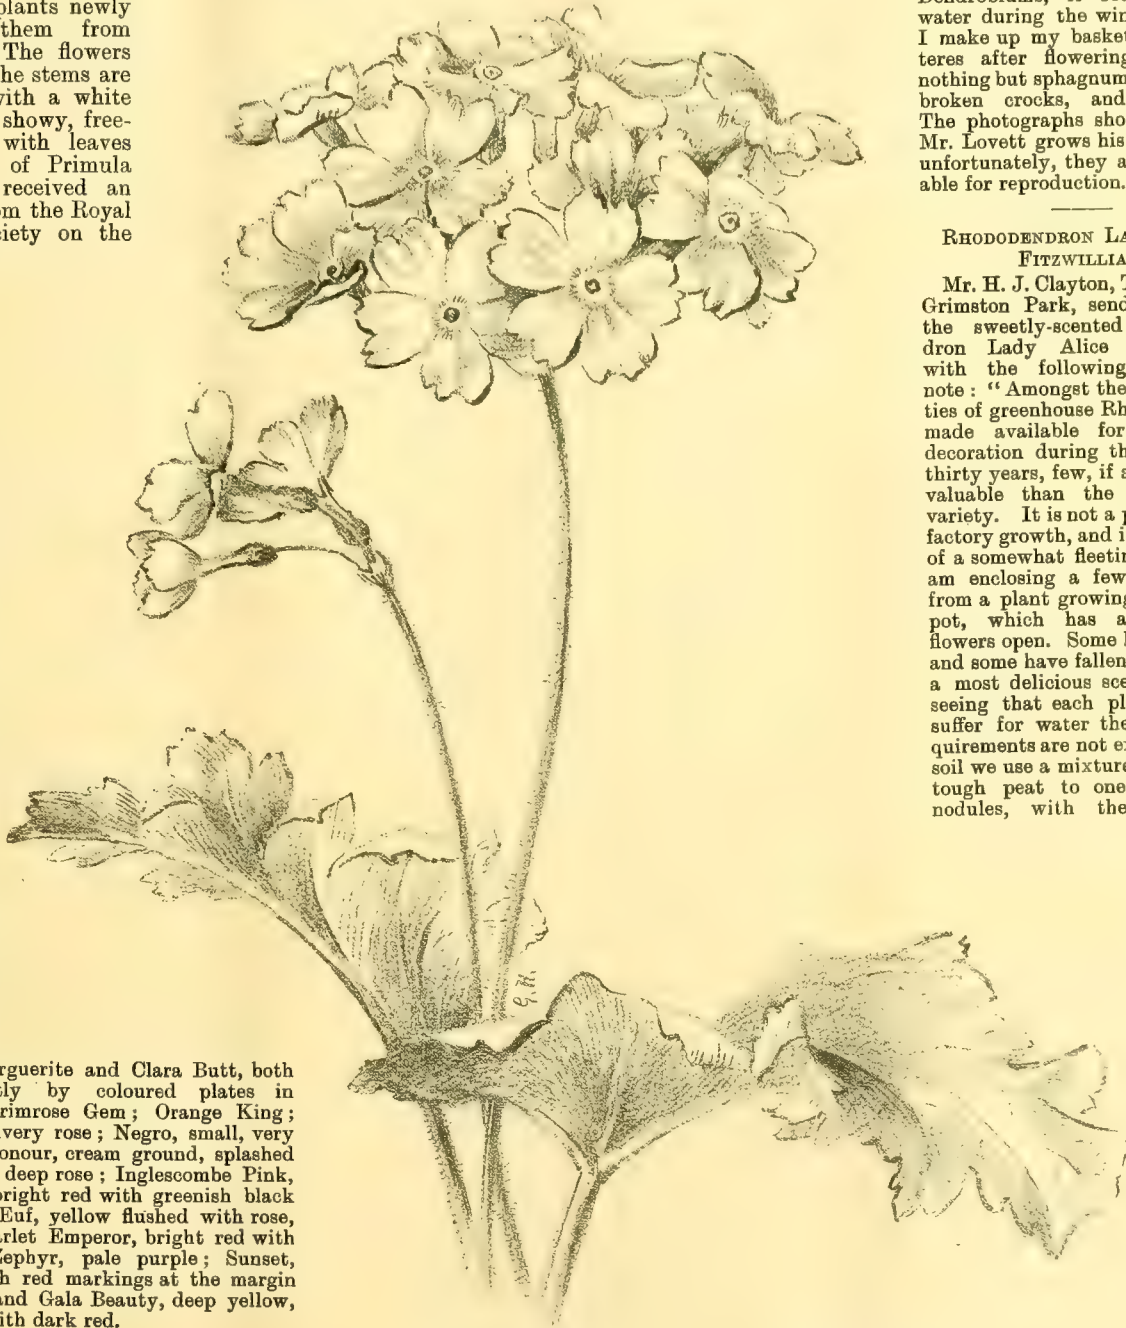 plants newly
them from
The flowers
he stems are
with a white
showy, free-
with leaves
of Primula
received an
om the Royal
ciety on the
rguerite and Clara Butt, both
tly by coloured plates in
rimrose Gem; Orange King;
very rose; Negro, small, very
onour, cream ground, splashed
deep rose; Inglescombe Pink,
bright red with greenish black
Œuf, yellow flushed with rose,
rlet Emperor, bright red with
Zephyr, pale purple; Sunset,
h red markings at the margin
and Gala Beauty, deep yellow,
ith dark red.
G. H.
water during the win
I make up my basket
teres after flowering
nothing but sphagnum
broken crocks, and
The photographs sho
Mr. Lovett grows his
unfortunately, they a
able for reproduction.
RHODODENDRON LA
FITZWILLIA
Mr. H. J. Clayton, T
Grimston Park, send
the sweetly-scented
dron Lady Alice
with the following
note: "Amongst the
ties of greenhouse Rh
made available for
decoration during th
thirty years, few, if a
valuable than the
variety. It is not a p
factory growth, and i
of a somewhat fleetin
am enclosing a few
from a plant growing
pot, which has a
flowers open. Some
and some have fallen
a most delicious sce
seeing that each pl
suffer for water the
quirements are not e
soil we use a mixture
tough peat to one
nodules, with the